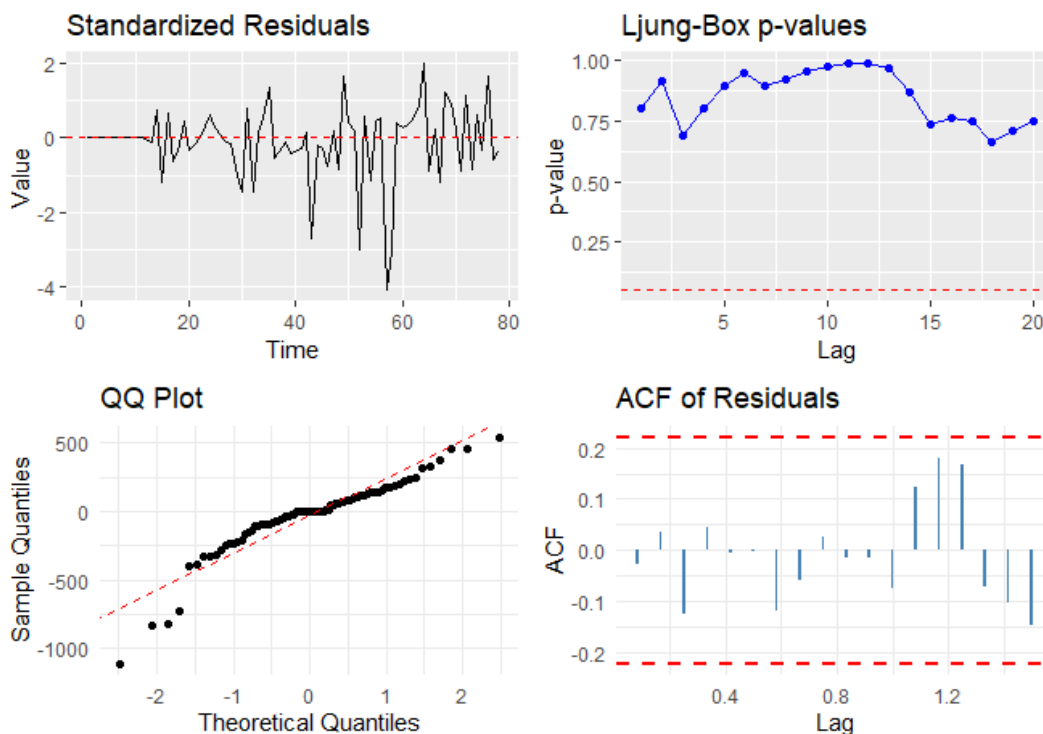 Standardized Residuals
2
0
-2
-4
Value
0
20
40
60
80
Time
Ljung-Box p-values
1.00
0.75
0.50
0.25
p-value
5
10
15
20
Lag
QQ Plot
500
0
-500
-1000
Sample Quantiles
-2
-1
0
1
2
Theoretical Quantiles
ACF of Residuals
0.2
0.1
0.0
-0.1
-0.2
ACF
0.4
0.8
1.2
Lag